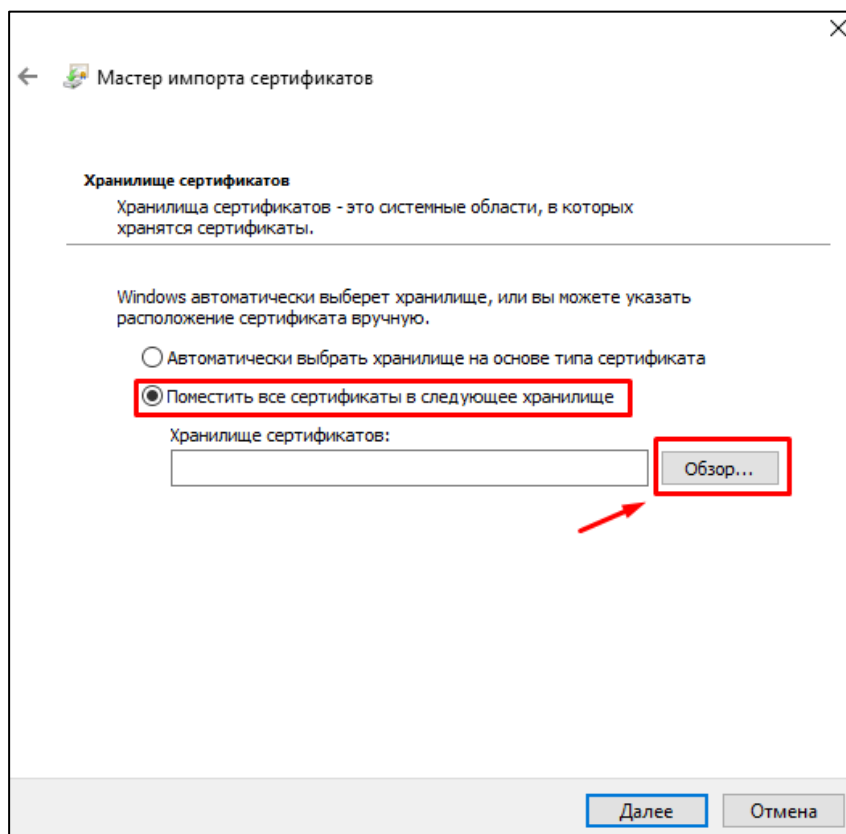 Мастер импорта сертификатов
Хранилище сертификатов
Хранилища сертификатов - это системные области, в которых
хранятся сертификаты.
Windows автоматически выберет хранилище, или вы можете указать
расположение сертификата вручную.
Автоматически выбрать хранилище на основе типа сертификата
Поместить все сертификаты в следующее хранилище
Хранилище сертификатов:
Обзор...
Далее
Отмена